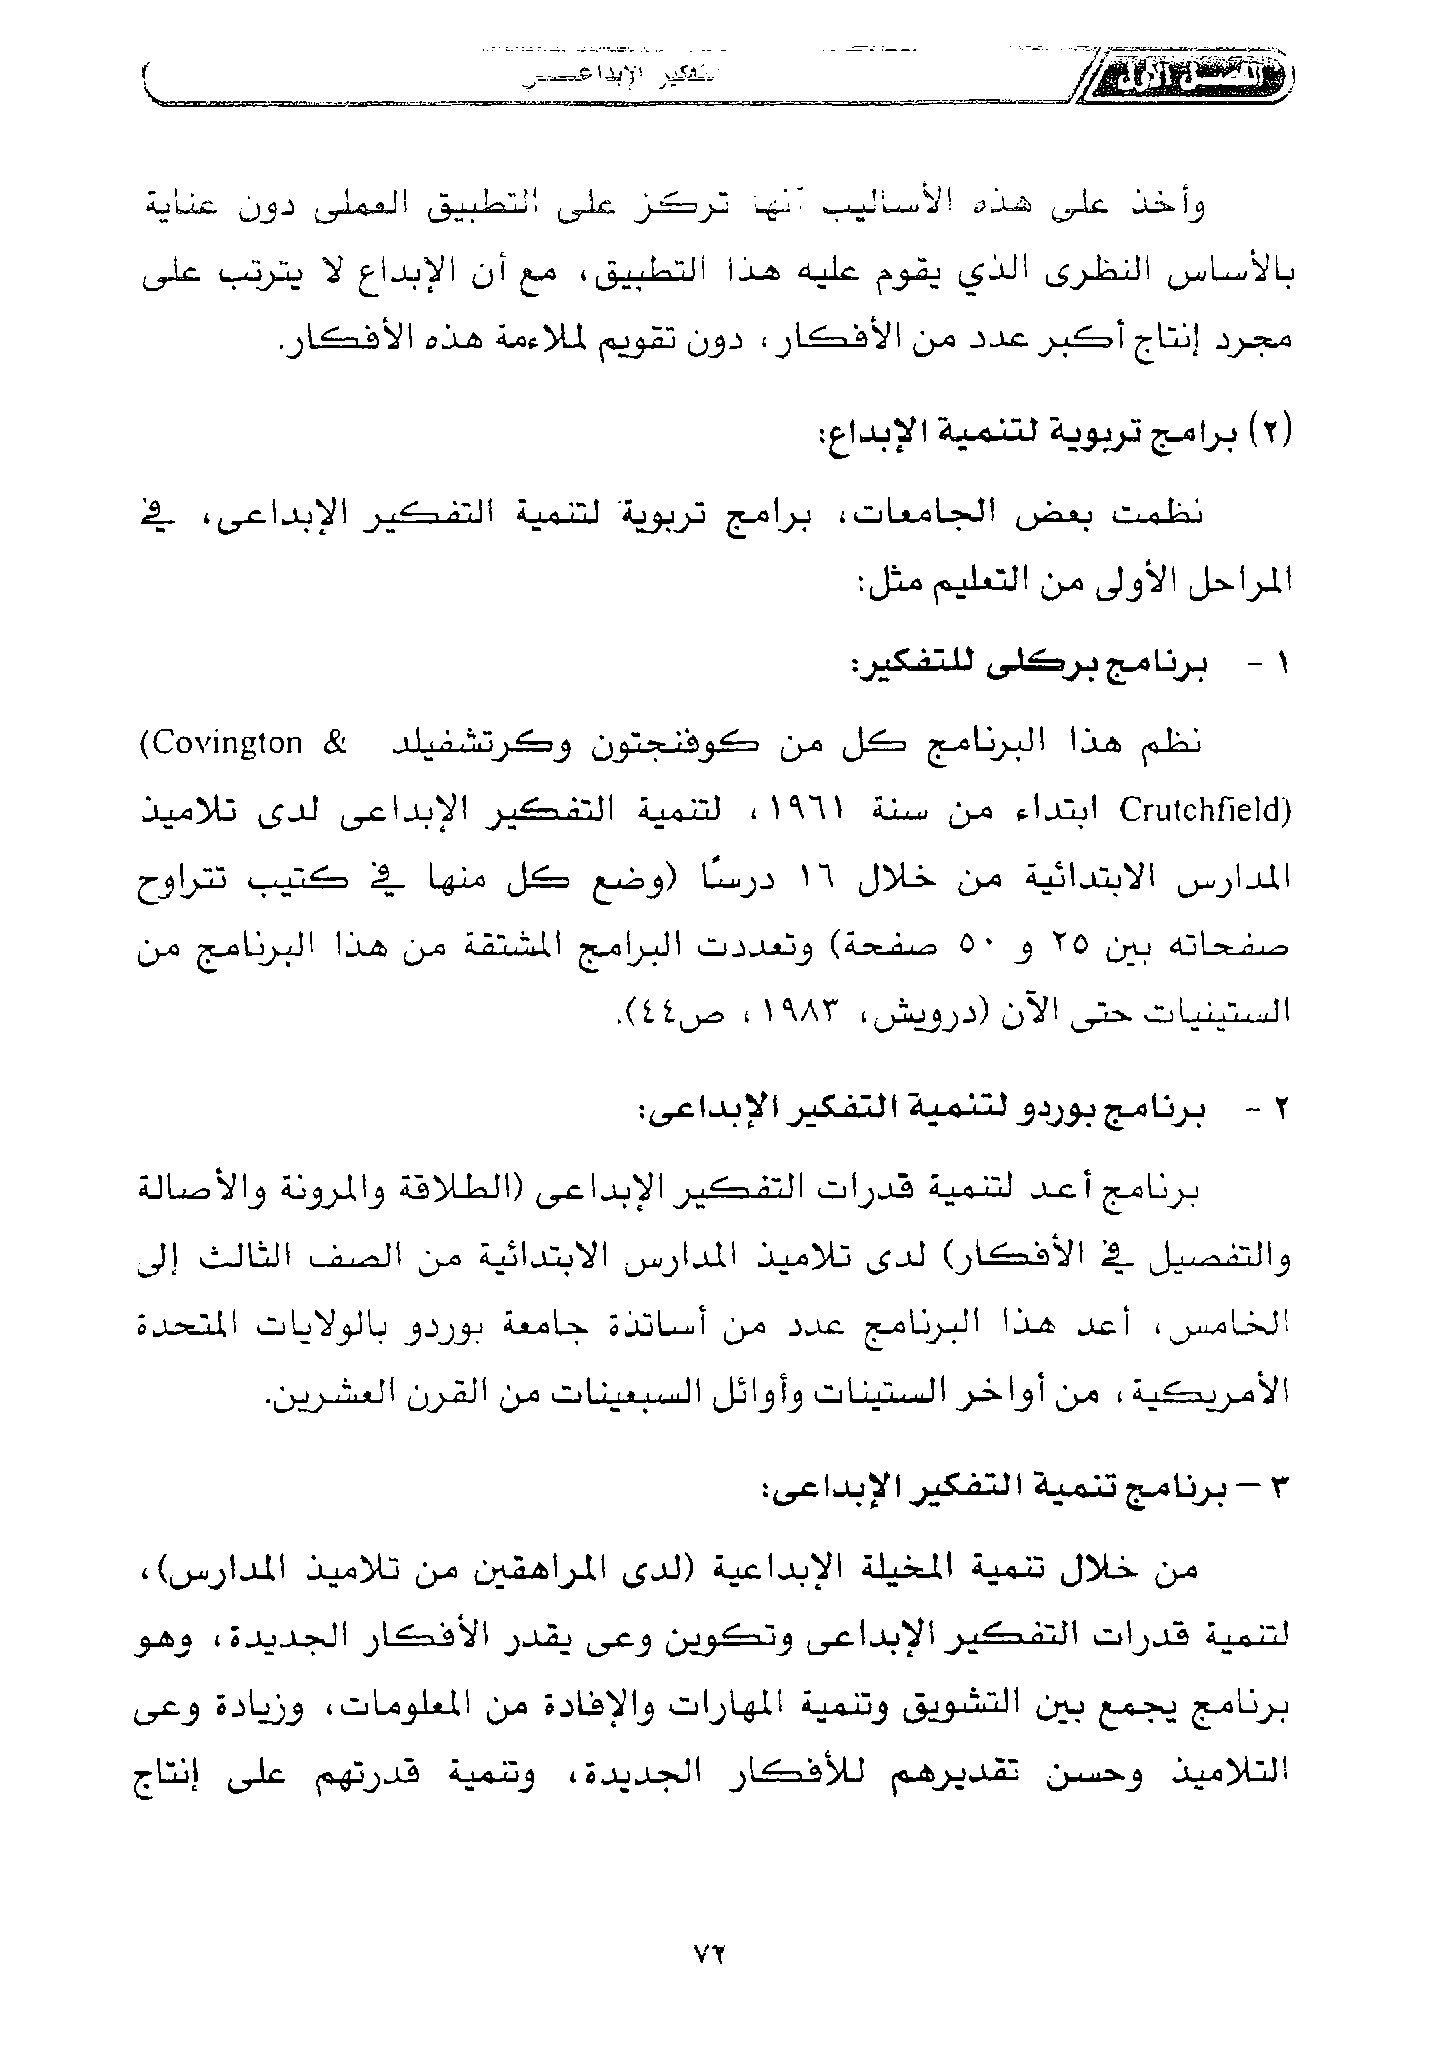 الفصل الأول
التفكير الإبداعى
وأخذ على هذه الأساليب أنها تركز على التطبيق العملى دون عناية
بالأساس النظرى الذي يقوم عليه هذا التطبيق، مع أن الإبداع لا يترتب على
مجرد إنتاج أكبر عدد من الأفكار، دون تقويم لملاءمة هذه الأفكار.
(٢) برامج تربوية لتنمية الإبداع:
نظمت بعض الجامعات، برامج تربوية لتنمية التفكير الإبداعى، في
المراحل الأولى من التعليم مثل:
١ - برنامج بركلى للتفكير:
نظم هذا البرنامج كل من كوفنجتون وكرتشفيلد (Covington &
Crutchfield) ابتداء من سنة ١٩٦١، لتنمية التفكير الإبداعى لدى تلاميذ
المدارس الابتدائية من خلال ١٦ درسًا (وضع كل منها في كتيب تتراوح
صفحاته بين ٢٥ و ٥٠ صفحة) وتعددت البرامج المشتقة من هذا البرنامج من
الستينيات حتى الآن (درويش، ١٩٨٣، ص٤٤).
٢ - برنامج بوردو لتنمية التفكير الإبداعى:
برنامج أعد لتنمية قدرات التفكير الإبداعى (الطلاقة والمرونة والأصالة
والتفصيل في الأفكار) لدى تلاميذ المدارس الابتدائية من الصف الثالث إلى
الخامس، أعد هذا البرنامج عدد من أساتذة جامعة بوردو بالولايات المتحدة
الأمريكية، من أواخر الستينات وأوائل السبعينات من القرن العشرين.
٣ – برنامج تنمية التفكير الإبداعى:
من خلال تنمية المخيلة الإبداعية (لدى المراهقين من تلاميذ المدارس)،
لتنمية قدرات التفكير الإبداعى وتكوين وعى يقدر الأفكار الجديدة، وهو
برنامج يجمع بين التشويق وتنمية المهارات والإفادة من المعلومات، وزيادة وعى
التلاميذ وحسن تقديرهم للأفكار الجديدة، وتنمية قدرتهم على إنتاج
٧٢